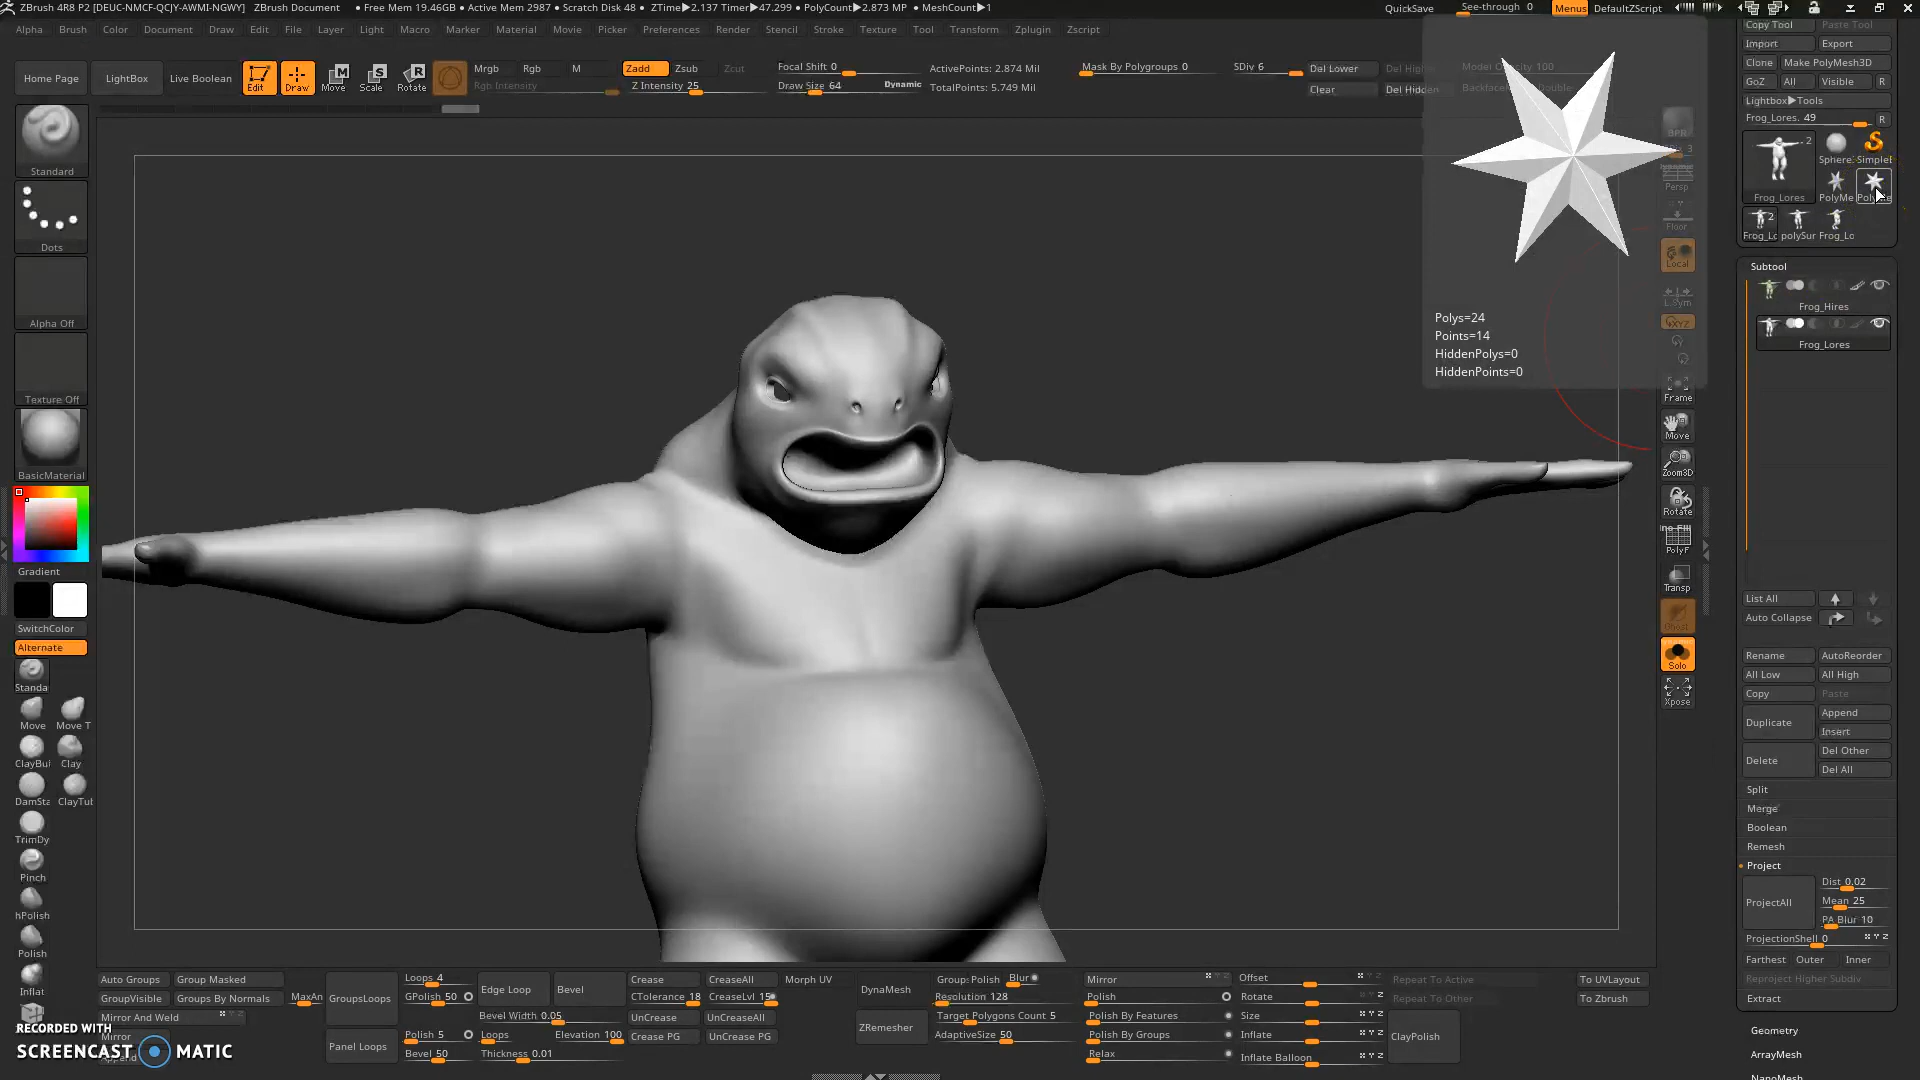 ZBrush 4R8 P2 [DEUC-NMCF-QCJY-AWMI-NGWY] ZBrush Document • Free Mem 19.46GB • Active Mem 2987 • Scratch Disk 48 • ZTime▶2.137 Timer▶47.299 • PolyCount▶2.873 MP • MeshCount▶1 QuickSave See-through 0 Menus DefaultZScript
Alpha Brush Color Document Draw Edit File Layer Light Macro Marker Material Movie Picker Preferences Render Stencil Stroke Texture Tool Transform Zplugin Zscript
Home Page LightBox Live Boolean Edit Draw Move Scale Rotate
Mrgb Rgb M Zadd Zsub Zcut
Rgb Intensity Z Intensity 25
Focal Shift 0
Draw Size 64 Dynamic
ActivePoints: 2.874 Mil
TotalPoints: 5.749 Mil
Mask By Polygroups 0
SDiv 6
Del Lower
Clear Del Hidden
Copy Tool Paste Tool
Import Export
Clone Make PolyMesh3D
GoZ All Visible R
Lightbox▶Tools
Frog_Lores. 49 R
2
Frog_Lores
Sphere
PolyMe
2
Frog_Lo polySur Frog_Lo
Polys=24
Points=14
HiddenPolys=0
HiddenPoints=0
Standard
Dots
Alpha Off
Texture Off
BasicMaterial
Gradient
SwitchColor
Alternate
Standa
Move Move T
ClayBui Clay
DamSta ClayTub
TrimDy
Pinch
hPolish
Polish
Inflat
BPR
Persp
Floor
Local
L.Sym
XYZ
Frame
Move
Zoom3D
Rotate
PolyF
Transp
Ghost
Solo
Xpose
Subtool
Frog_Hires
Frog_Lores
List All
Auto Collapse
Rename AutoReorder
All Low All High
Copy Paste
Duplicate Append
Insert
Delete Del Other
Del All
Split
Merge
Boolean
Remesh
Project
ProjectAll
Dist 0.02
Mean 25
PA Blur 10
ProjectionShell 0
Farthest Outer Inner
Reproject Higher Subdiv
Extract
Geometry
ArrayMesh
NanoMesh
Auto Groups Group Masked
GroupVisible Groups By Normals MaxAn
Mirror And Weld
Mirror
GroupsLoops
Panel Loops
Loops 4
GPolish 50
Polish 5
Bevel 50
Edge Loop Bevel
Bevel Width 0.05
Loops Elevation 100
Thickness 0.01
Crease CreaseAll
CTolerance 18 CreaseLvl 15
UnCrease UnCreaseAll
Crease PG UnCrease PG
Morph UV
DynaMesh
ZRemesher
Groups Polish Blur
Resolution 128
Target Polygons Count 5
AdaptiveSize 50
Mirror
Polish
Polish By Features
Polish By Groups
Relax
Offset
Rotate
Size
Inflate
Inflate Balloon
Repeat To Active
Repeat To Other
ClayPolish
To UVLayout
To Zbrush
RECORDED WITH
SCREENCAST MATIC